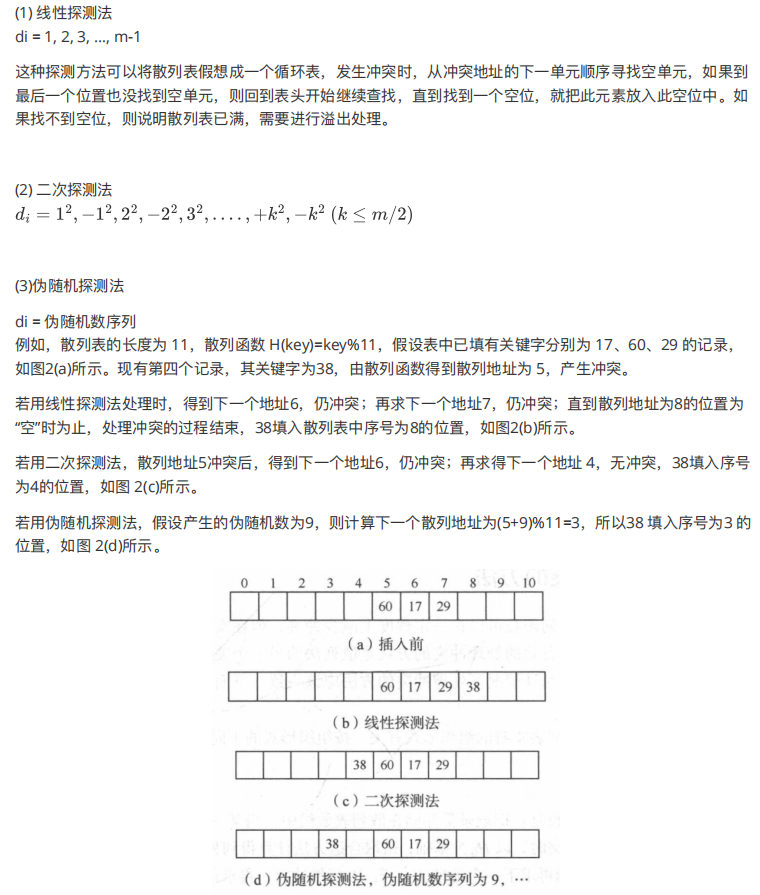 (1) 线性探测法
di = 1, 2, 3, ..., m-1
这种探测方法可以将散列表假想成一个循环表，发生冲突时，从冲突地址的下一单元顺序寻找空单元，如果到
最后一个位置也没找到空单元，则回到表头开始继续查找，直到找到一个空位，就把此元素放入此空位中。如
果找不到空位，则说明散列表已满，需要进行溢出处理。
(2) 二次探测法
d_i = 1², −1², 2², −2², 3², . . . . , +k², −k² (k ≤ m/2)
(3)伪随机探测法
di = 伪随机数序列
例如，散列表的长度为 11，散列函数 H(key)=key%11，假设表中已填有关键字分别为 17、60、29 的记录，
如图2(a)所示。现有第四个记录，其关键字为38，由散列函数得到散列地址为 5，产生冲突。
若用线性探测法处理时，得到下一个地址6，仍冲突；再求下一个地址7，仍冲突；直到散列地址为8的位置为
“空”时为止，处理冲突的过程结束，38填入散列表中序号为8的位置，如图2(b)所示。
若用二次探测法，散列地址5冲突后，得到下一个地址6，仍冲突；再求得下一个地址 4，无冲突，38填入序号
为4的位置，如图 2(c)所示。
若用伪随机探测法，假设产生的伪随机数为9，则计算下一个散列地址为(5+9)%11=3，所以38 填入序号为3 的
位置，如图 2(d)所示。
0 1 2 3 4 5 6 7 8 9 10
60 17 29
（a）插入前
60 17 29 38
（b）线性探测法
38 60 17 29
（c）二次探测法
38 60 17 29
（d）伪随机探测法，伪随机数序列为 9，…